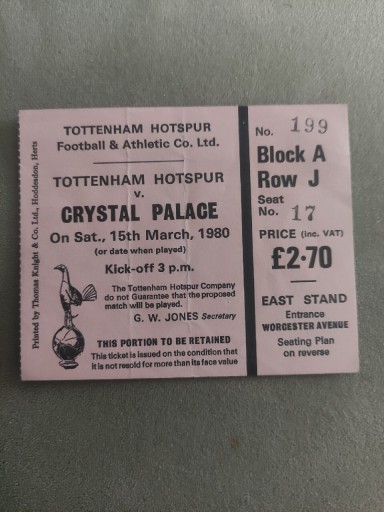 Printed by Thomas Knight & Co. Ltd., Hoddesdon, Herts
TOTTENHAM HOTSPUR
Football & Athletic Co. Ltd.
TOTTENHAM HOTSPUR
v.
CRYSTAL PALACE
On Sat., 15th March, 1980
(or date when played)
Kick-off 3 p.m.
The Tottenham Hotspur Company
do not Guarantee that the proposed
match will be played.
G. W. JONES Secretary
THIS PORTION TO BE RETAINED
This ticket is issued on the condition that
it is not resold for more than its face value
No. 199
Block A
Row J
Seat
No. 17
PRICE (inc. VAT)
£2·70
EAST STAND
Entrance
WORCESTER AVENUE
Seating Plan
on reverse